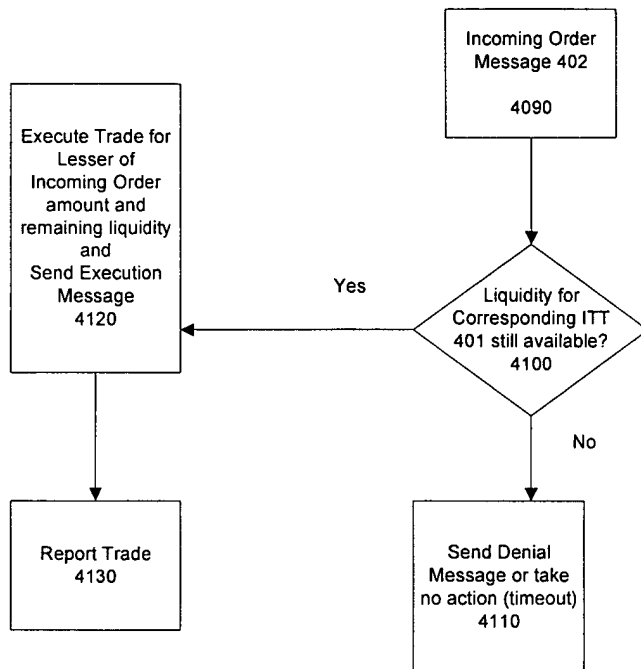 Incoming Order
Message 402
4090
Liquidity for
Corresponding ITT
401 still available?
4100
Yes
Execute Trade for
Lesser of
Incoming Order
amount and
remaining liquidity
and
Send Execution
Message
4120
Report Trade
4130
No
Send Denial
Message or take
no action (timeout)
4110